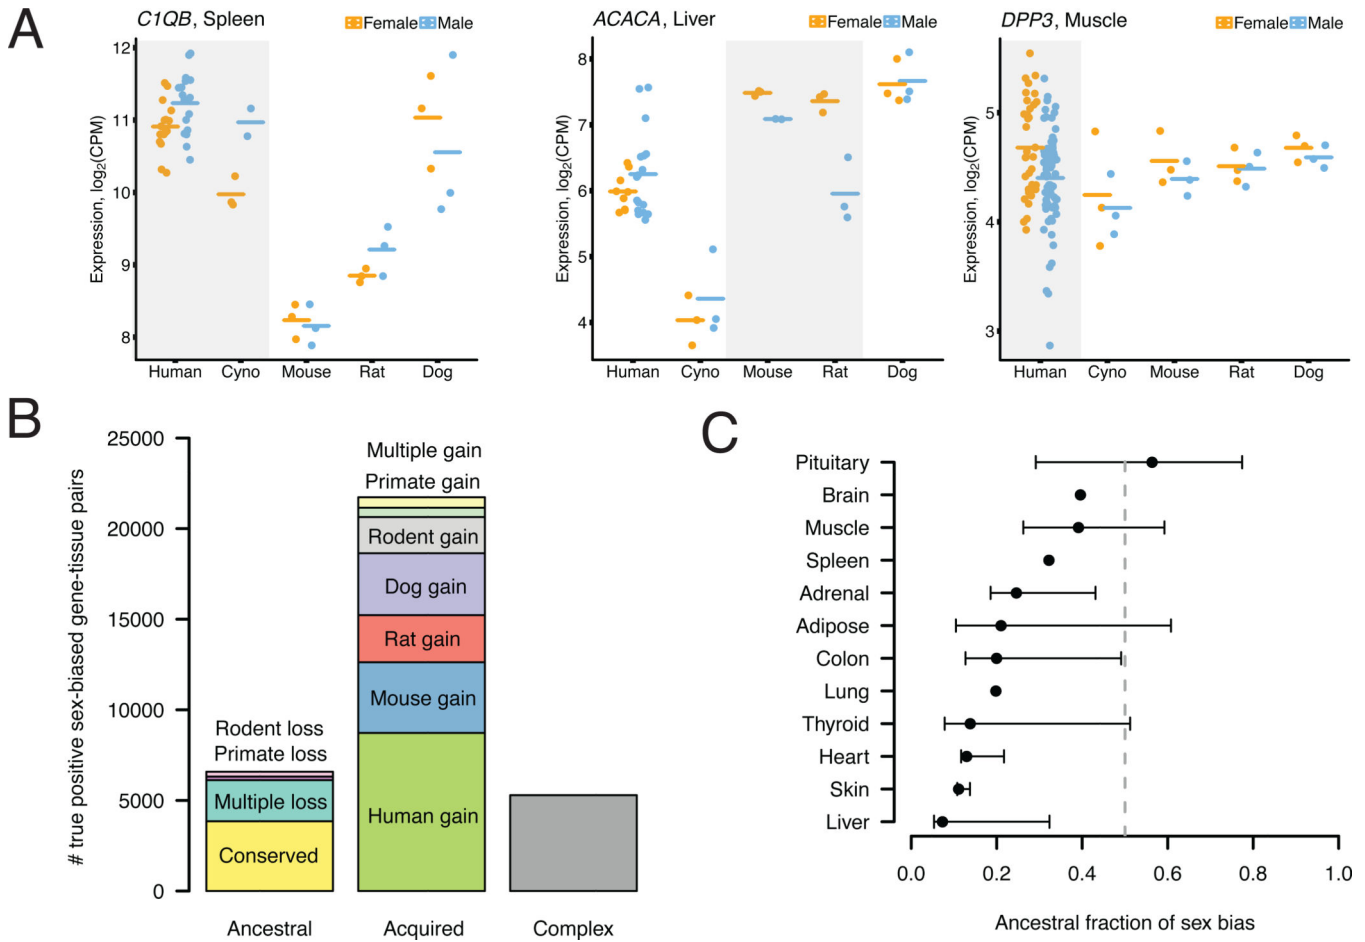 A
C1QB, Spleen
Female Male
Expression, log2(CPM)
12
11
10
9
8
Human Cyno Mouse Rat Dog
ACACA, Liver
Female Male
Expression, log2(CPM)
8
7
6
5
4
Human Cyno Mouse Rat Dog
DPP3, Muscle
Female Male
Expression, log2(CPM)
5
4
3
Human Cyno Mouse Rat Dog
B
# true positive sex-biased gene-tissue pairs
25000
20000
15000
10000
5000
0
Rodent loss
Primate loss
Multiple loss
Conserved
Multiple gain
Primate gain
Rodent gain
Dog gain
Rat gain
Mouse gain
Human gain
Ancestral Acquired Complex
C
Pituitary
Brain
Muscle
Spleen
Adrenal
Adipose
Colon
Lung
Thyroid
Heart
Skin
Liver
0.0 0.2 0.4 0.6 0.8 1.0
Ancestral fraction of sex bias